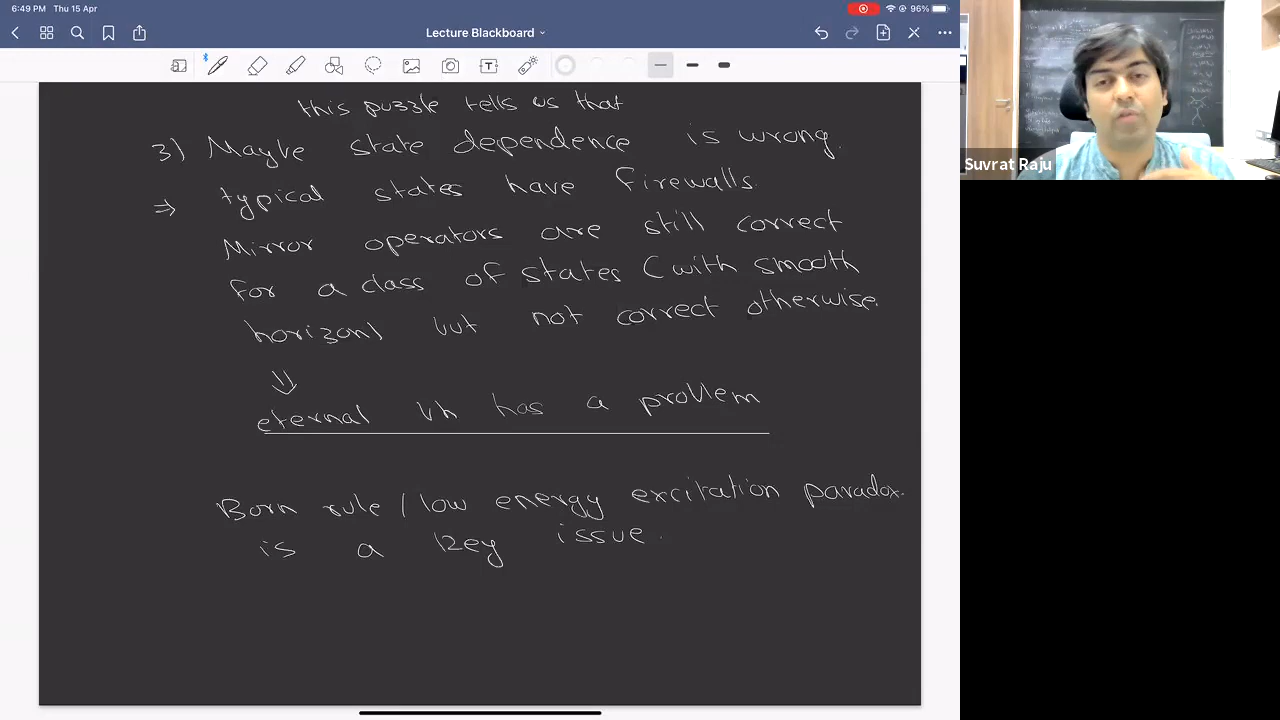 6:49 PM Thu 15 Apr
96%
Lecture Blackboard
this puzzle tells us that
3) Maybe state dependence is wrong.
⇒ typical states have firewalls.
Mirror operators are still correct
for a class of states (with smooth
horizon) but not correct otherwise.
⇓
eternal bh has a problem
Born rule / low energy excitation paradox.
is a key issue.
Suvrat Raju